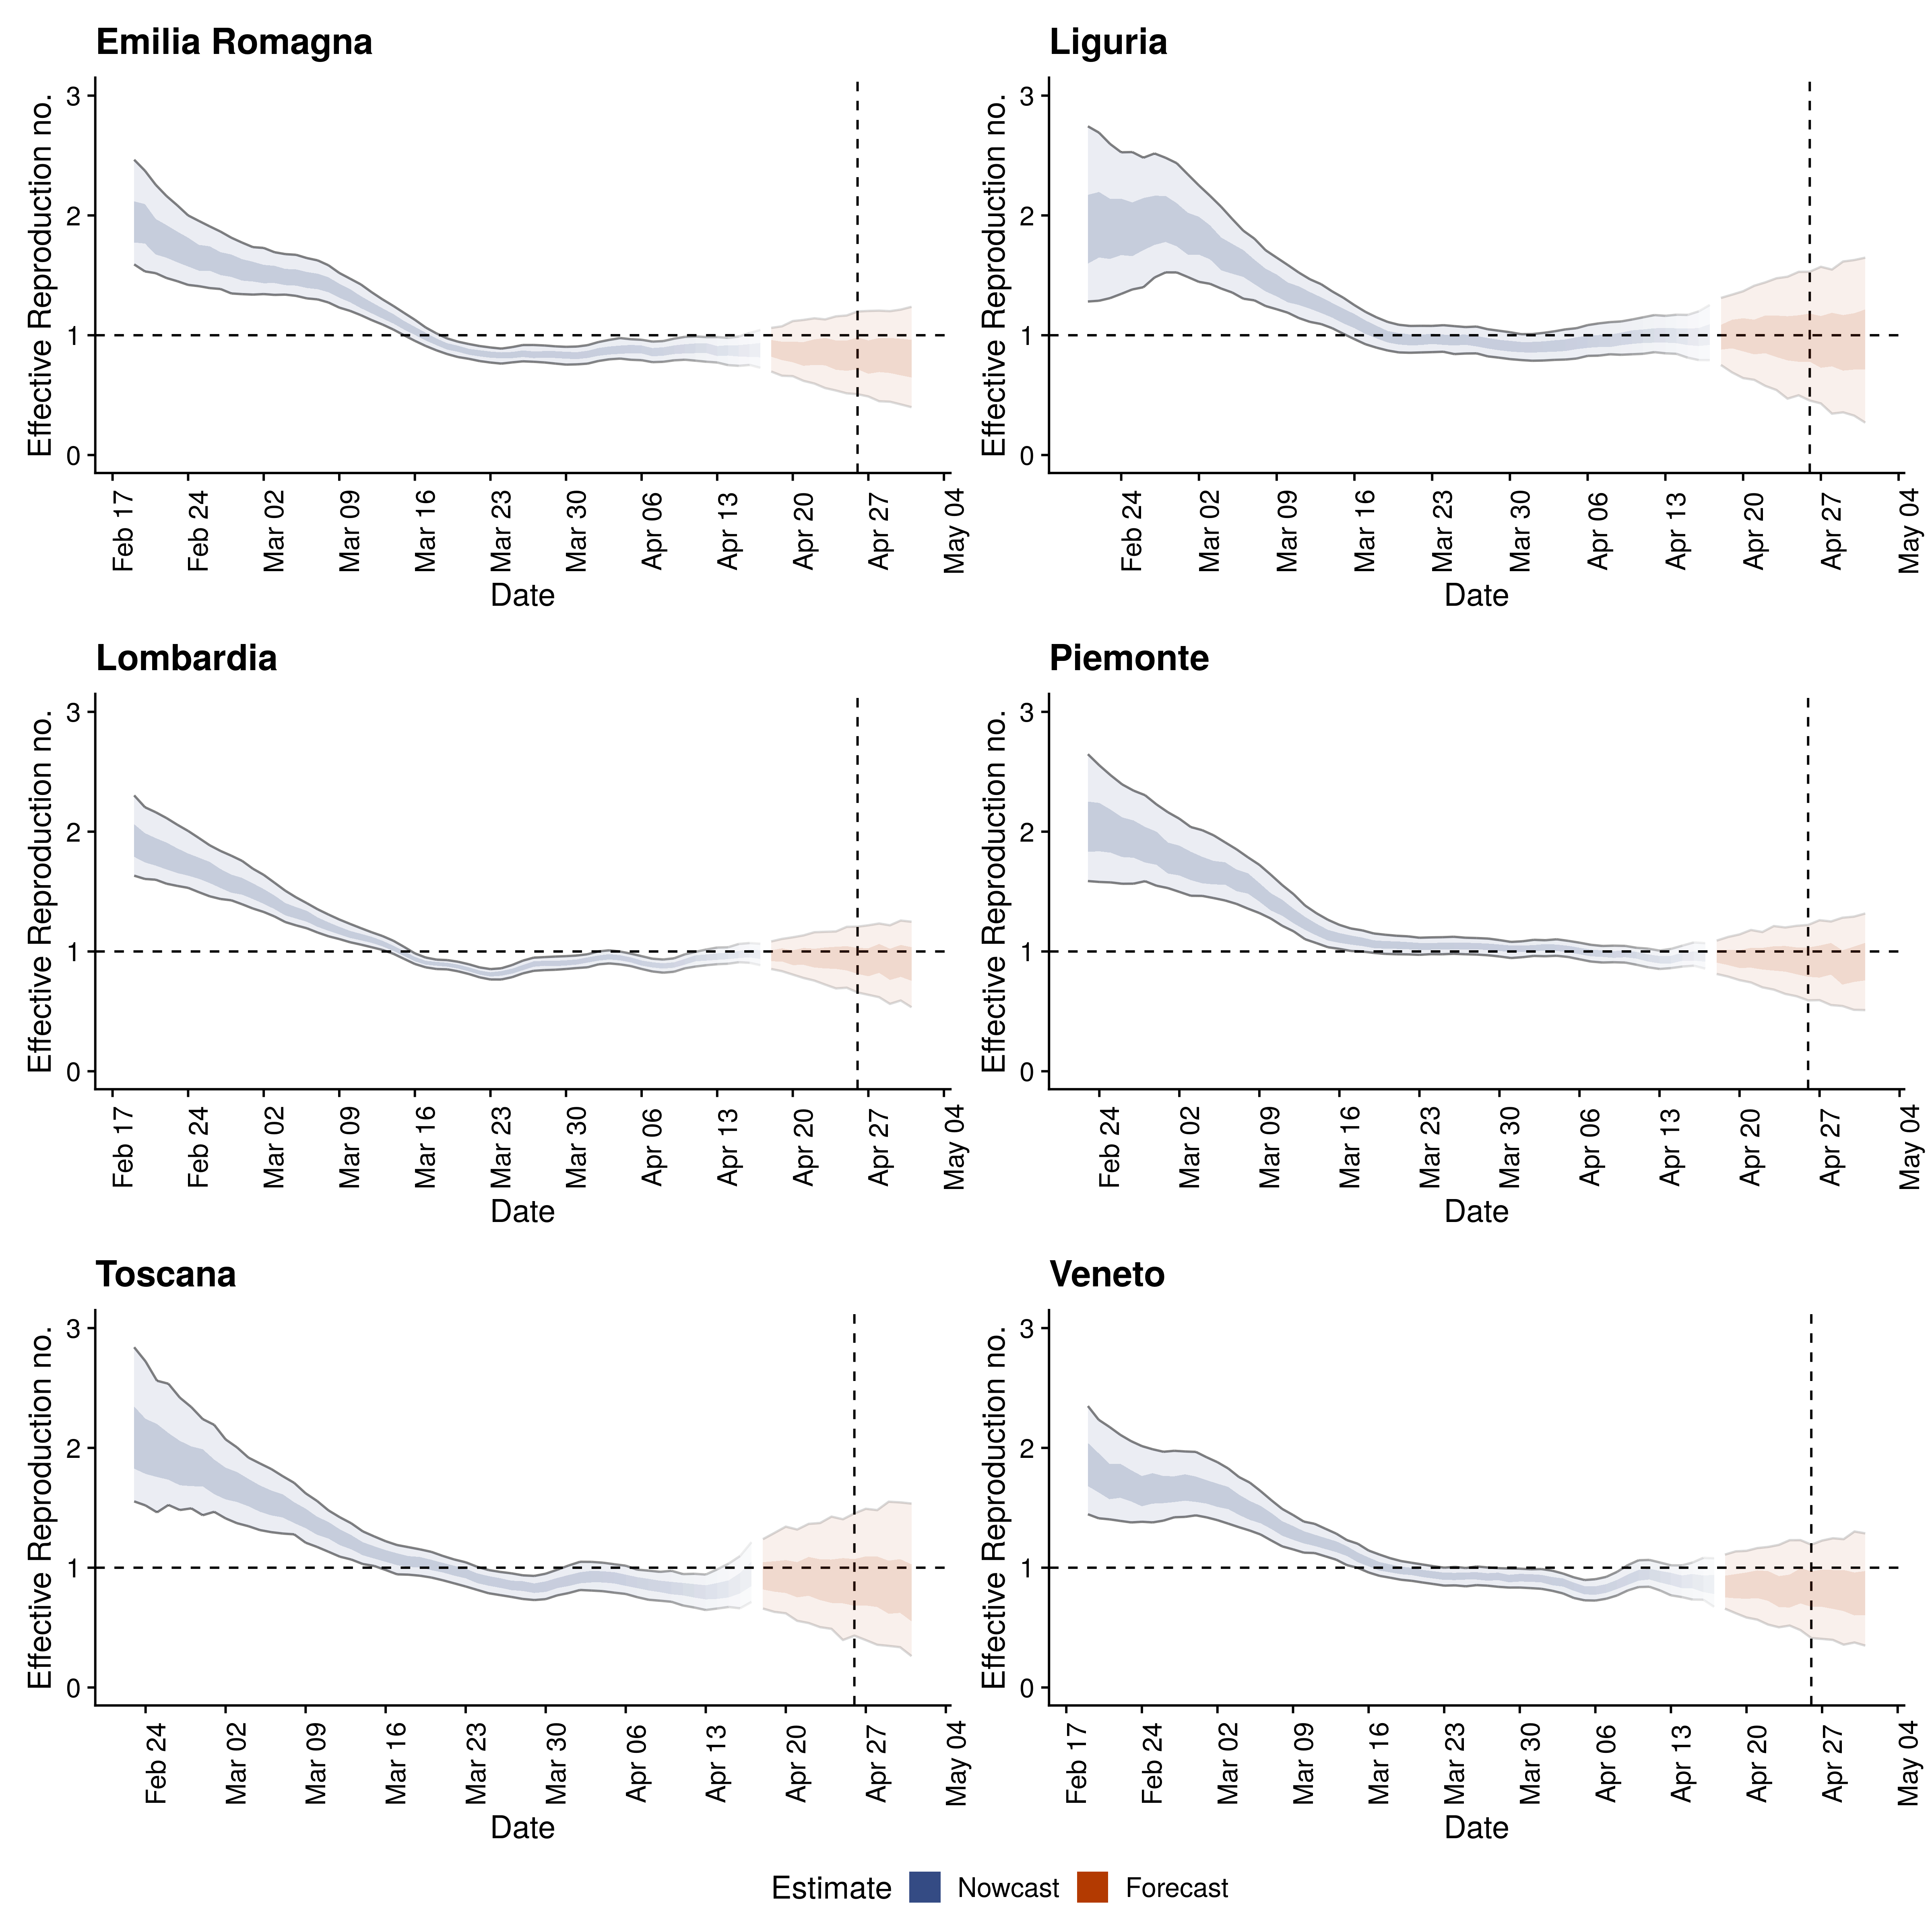 Emilia Romagna
Effective Reproduction no.
3
2
1
0
Feb 17 Feb 24 Mar 02 Mar 09 Mar 16 Mar 23 Mar 30 Apr 06 Apr 13 Apr 20 Apr 27 May 04
Date
Liguria
Effective Reproduction no.
3
2
1
0
Feb 24 Mar 02 Mar 09 Mar 16 Mar 23 Mar 30 Apr 06 Apr 13 Apr 20 Apr 27 May 04
Date
Lombardia
Effective Reproduction no.
3
2
1
0
Feb 17 Feb 24 Mar 02 Mar 09 Mar 16 Mar 23 Mar 30 Apr 06 Apr 13 Apr 20 Apr 27 May 04
Date
Piemonte
Effective Reproduction no.
3
2
1
0
Feb 24 Mar 02 Mar 09 Mar 16 Mar 23 Mar 30 Apr 06 Apr 13 Apr 20 Apr 27 May 04
Date
Toscana
Effective Reproduction no.
3
2
1
0
Feb 24 Mar 02 Mar 09 Mar 16 Mar 23 Mar 30 Apr 06 Apr 13 Apr 20 Apr 27 May 04
Date
Veneto
Effective Reproduction no.
3
2
1
0
Feb 17 Feb 24 Mar 02 Mar 09 Mar 16 Mar 23 Mar 30 Apr 06 Apr 13 Apr 20 Apr 27 May 04
Date
Estimate Nowcast Forecast